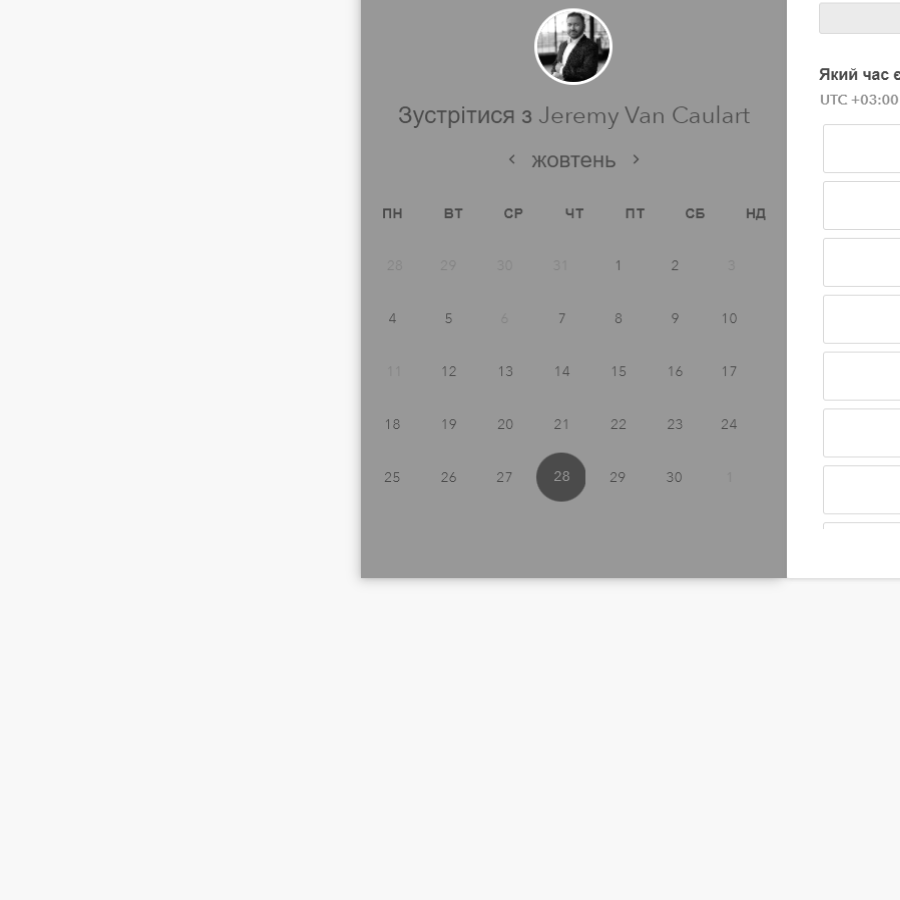 Зустрітися з Jeremy Van Caulart
‹ жовтень ›
ПН ВТ СР ЧТ ПТ СБ НД
28 29 30 31 1 2 3
4 5 6 7 8 9 10
11 12 13 14 15 16 17
18 19 20 21 22 23 24
25 26 27 28 29 30 1
Який час є
UTC +03:00